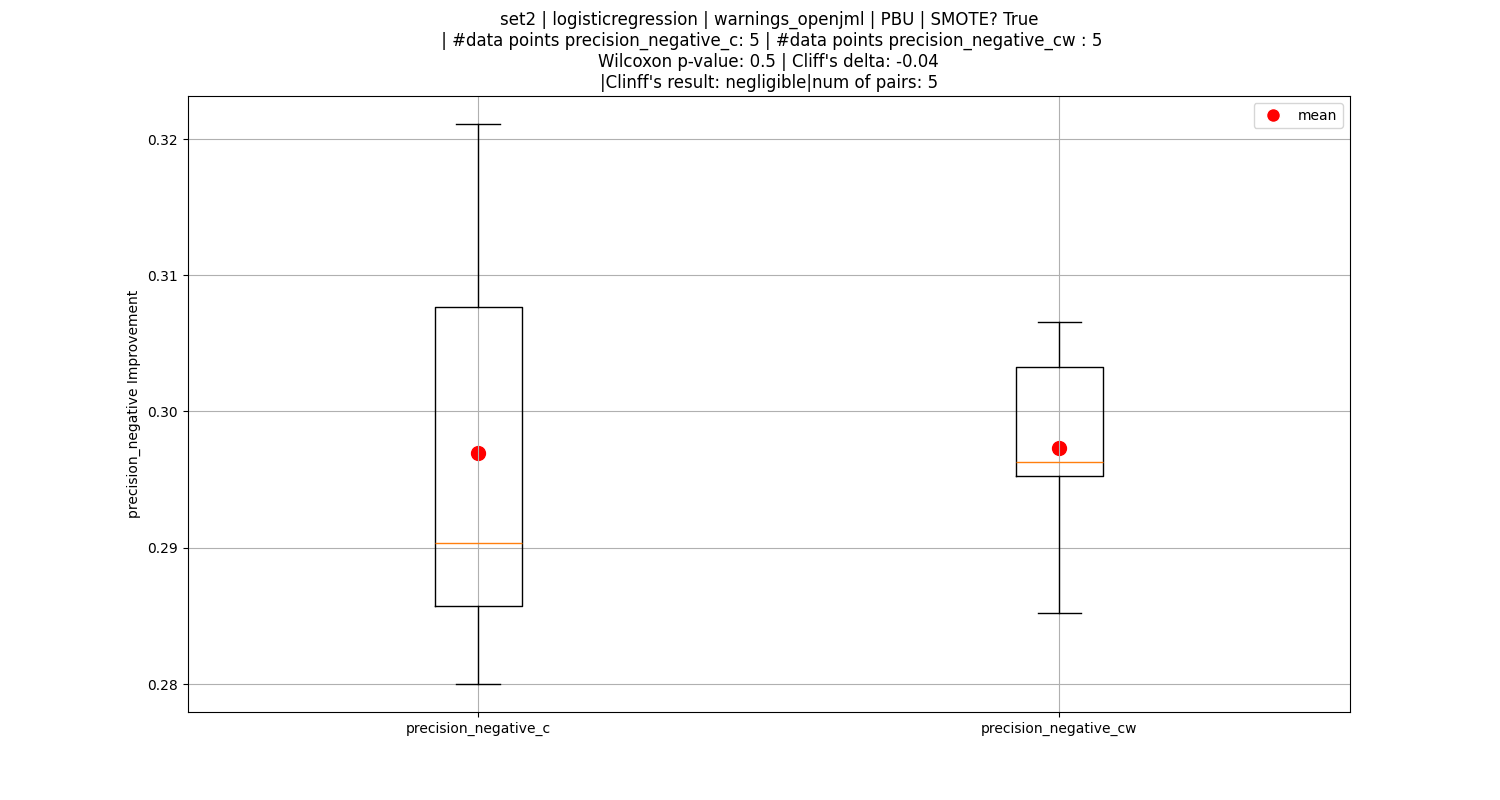 set2 | logisticregression | warnings_openjml | PBU | SMOTE? True
| #data points precision_negative_c: 5 | #data points precision_negative_cw : 5
Wilcoxon p-value: 0.5 | Cliff's delta: -0.04
|Clinff's result: negligible|num of pairs: 5
mean
0.32
0.31
0.30
0.29
0.28
precision_negative Improvement
precision_negative_c
precision_negative_cw